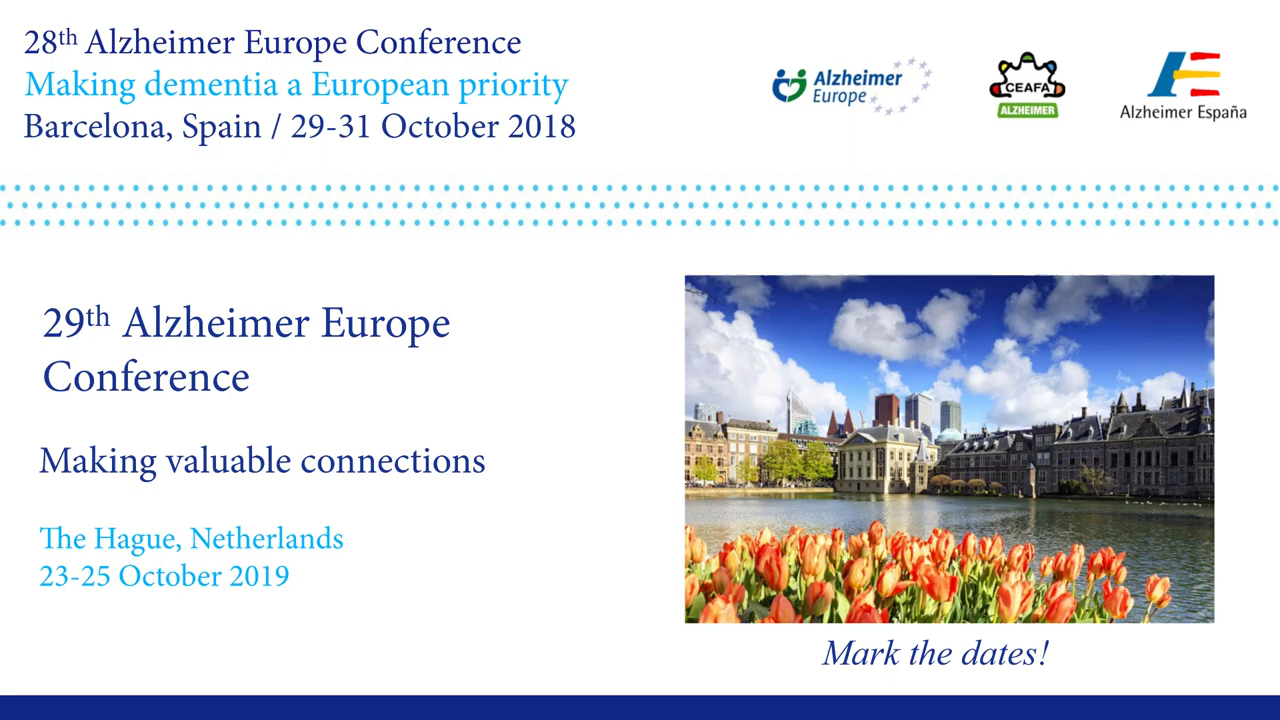 28th Alzheimer Europe Conference
Making dementia a European priority
Barcelona, Spain / 29-31 October 2018
Alzheimer
Europe
CEAFA
ALZHEIMER
Alzheimer España
29th Alzheimer Europe
Conference
Making valuable connections
The Hague, Netherlands
23-25 October 2019
Mark the dates!